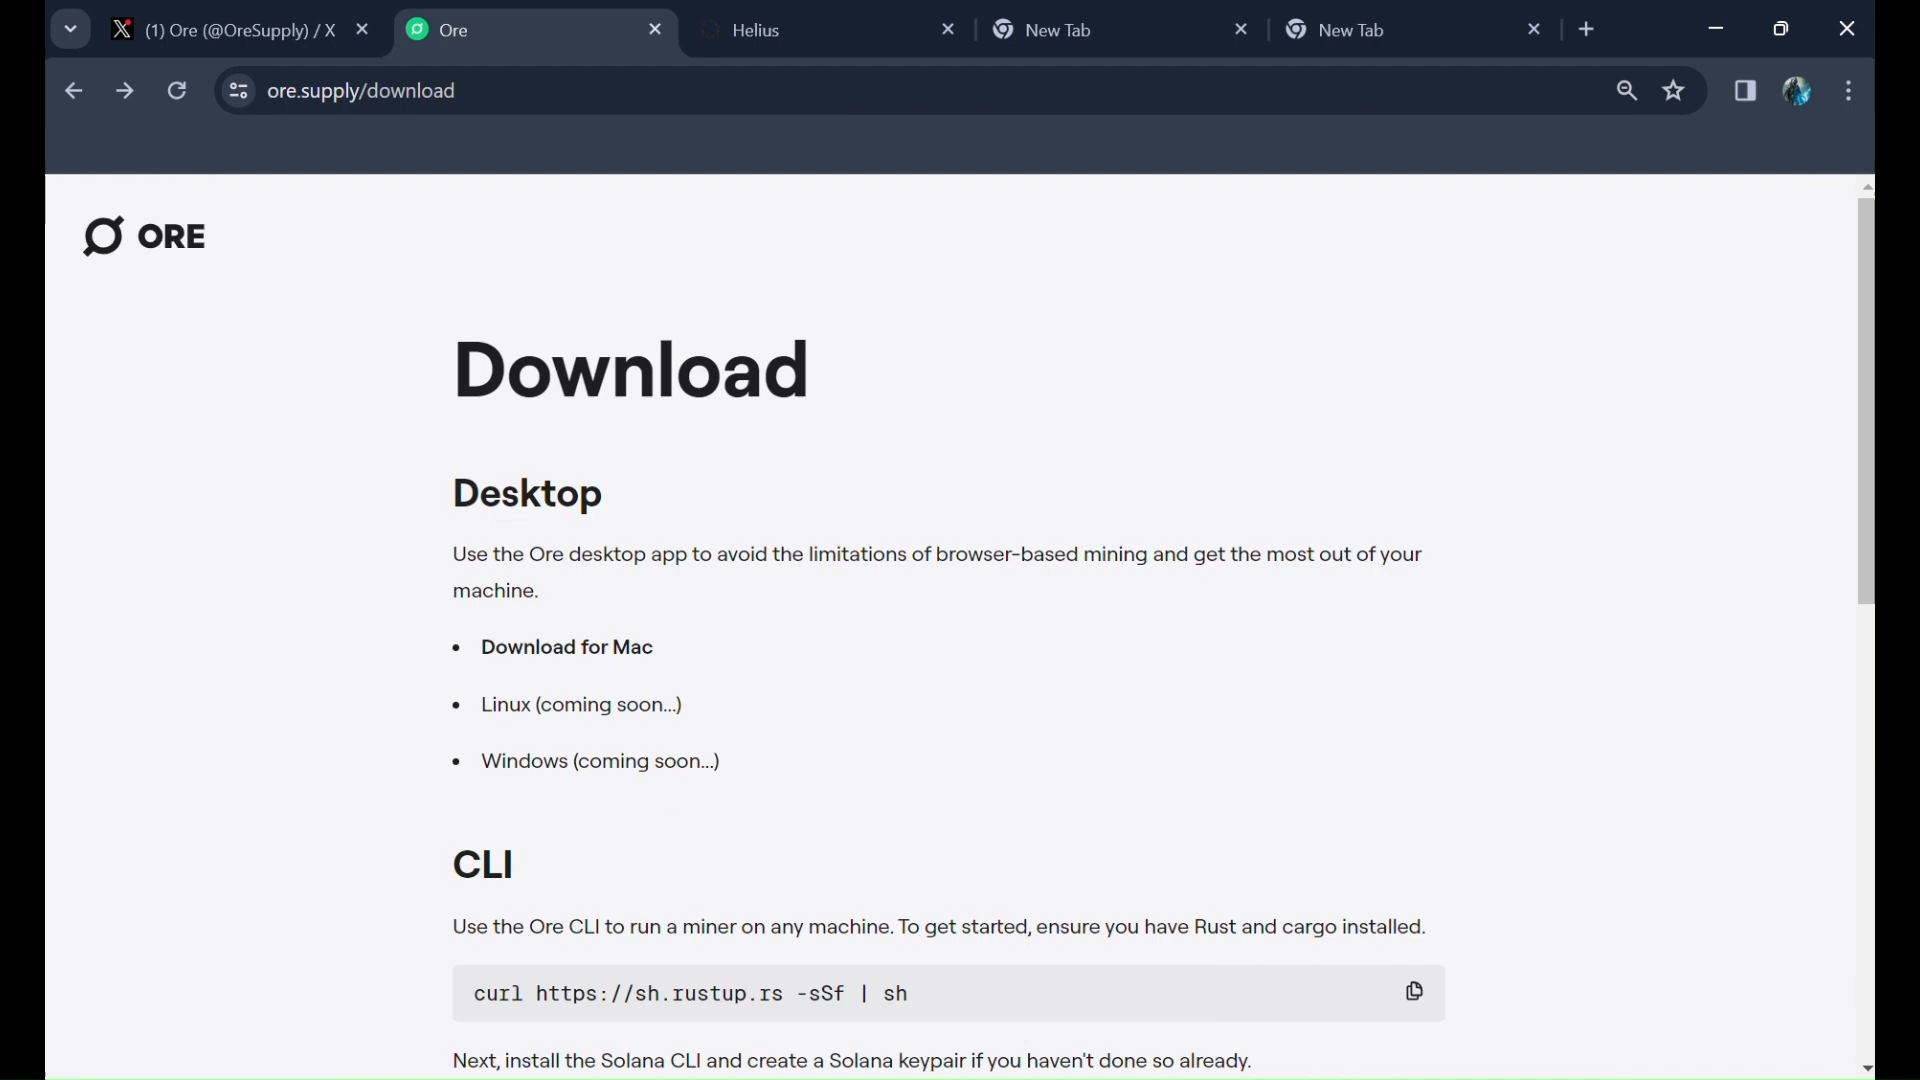 (1) Ore (@OreSupply) / X
Ore
Helius
New Tab
New Tab
ore.supply/download
ORE
Download
Desktop
Use the Ore desktop app to avoid the limitations of browser-based mining and get the most out of your
machine.
• Download for Mac
• Linux (coming soon...)
• Windows (coming soon...)
CLI
Use the Ore CLI to run a miner on any machine. To get started, ensure you have Rust and cargo installed.
curl https://sh.rustup.rs -sSf | sh
Next, install the Solana CLI and create a Solana keypair if you haven't done so already.